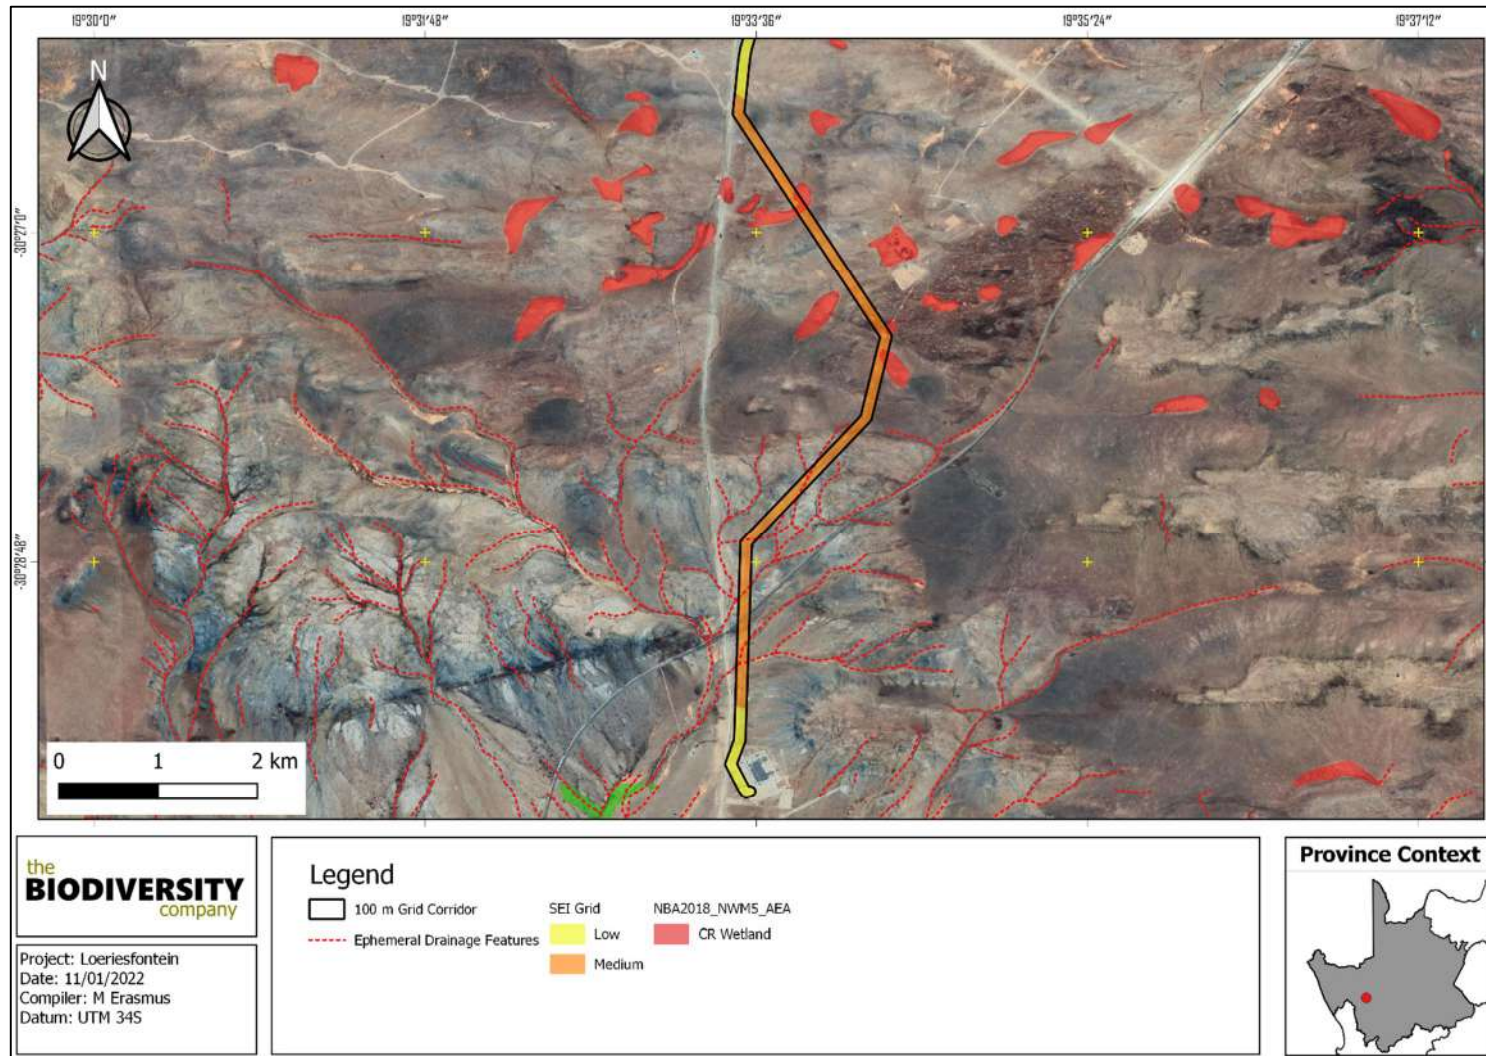 19°30′0″ 19°31′48″ 19°33′36″ 19°35′24″ 19°37′12″
N
-30°27′0″
-30°28′48″
0 1 2 km
the
BIODIVERSITY
company
Project: Loeriesfontein
Date: 11/01/2022
Compiler: M Erasmus
Datum: UTM 34S
Legend
100 m Grid Corridor
Ephemeral Drainage Features
SEI Grid
Low
Medium
NBA2018_NWM5_AEA
CR Wetland
Province Context